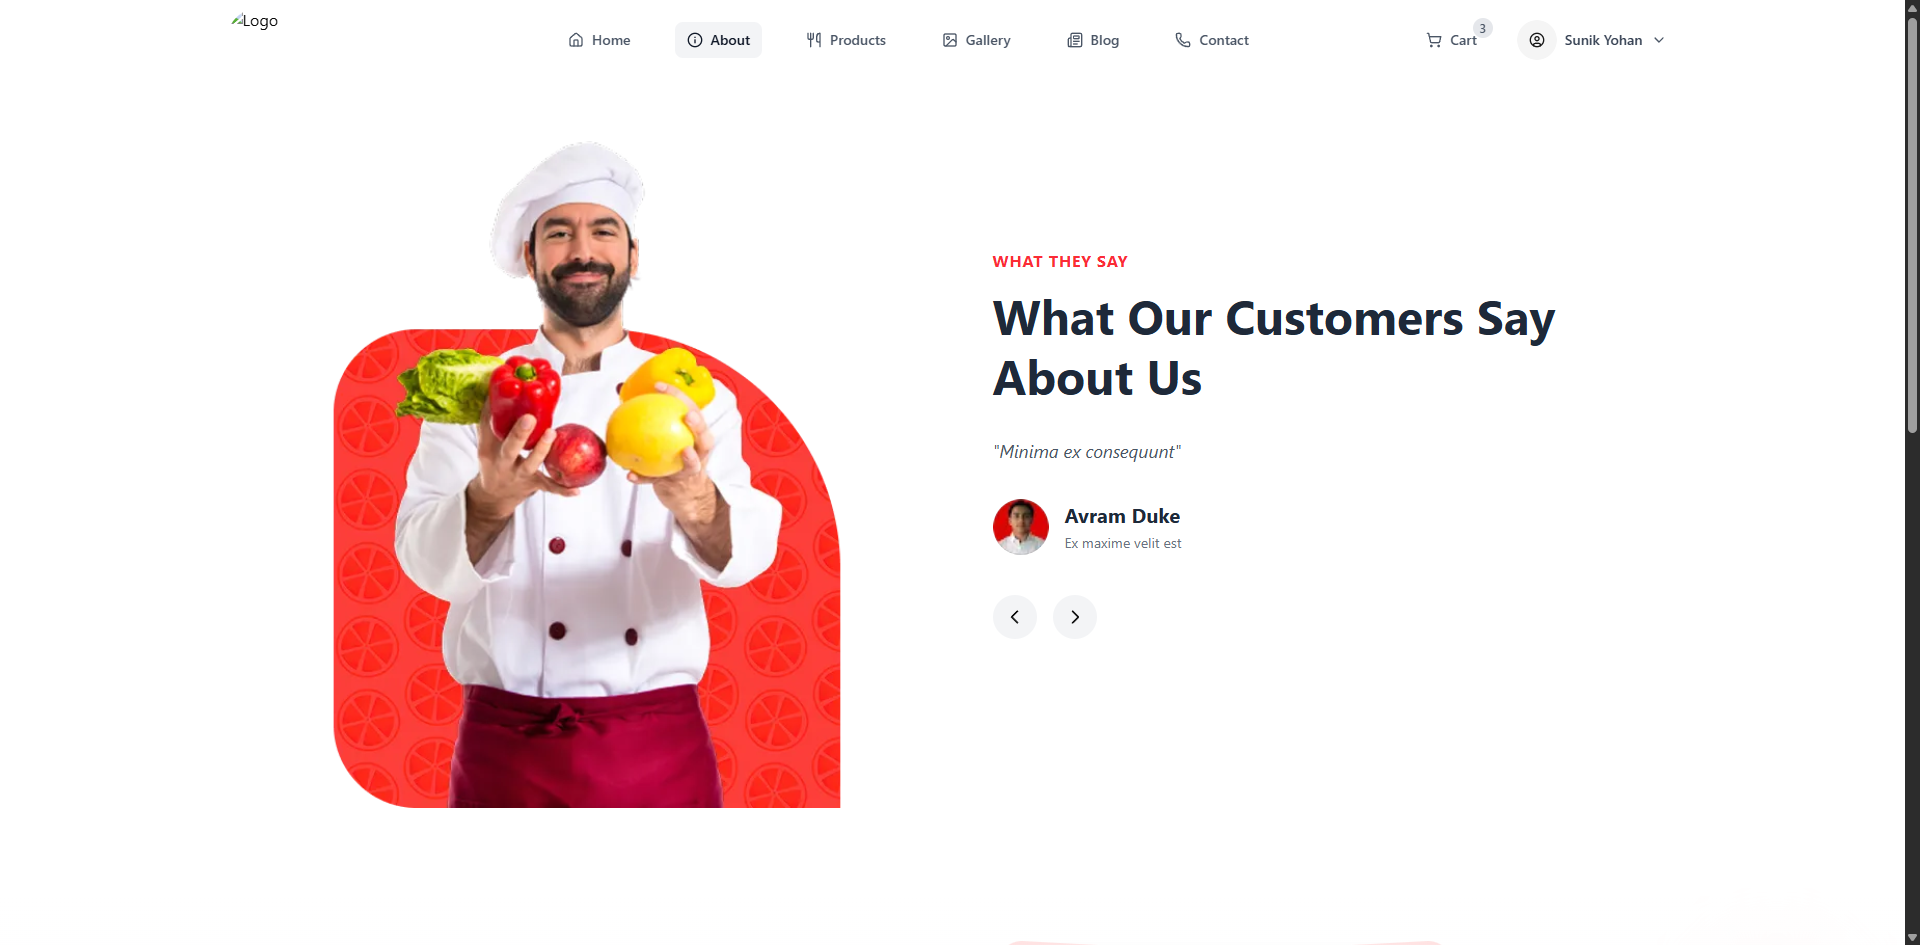 Logo
Home
About
Products
Gallery
Blog
Contact
Cart
3
Sunik Yohan
WHAT THEY SAY
What Our Customers Say
About Us
"Minima ex consequunt"
Avram Duke
Ex maxime velit est